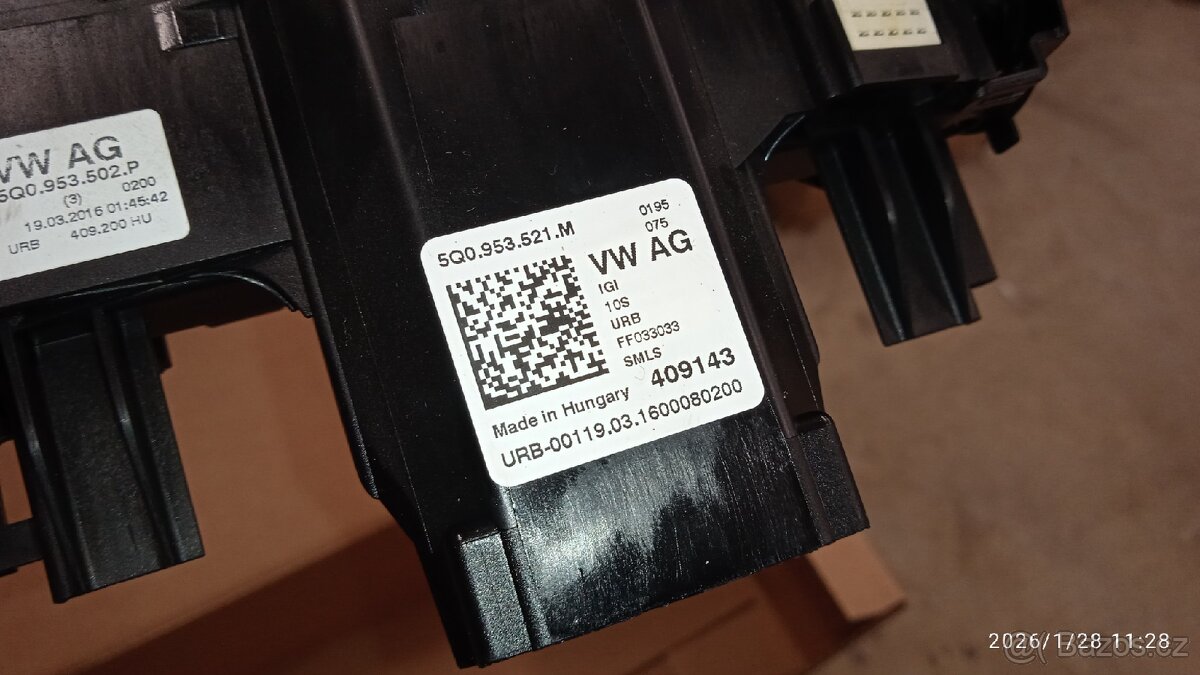 VW AG
5Q0.953.502.P
(3) 0200
19.03.2016 01:45:42
URB 409.200 HU
5Q0.953.521.M 0195
075
VW AG
IGI
10S
URB
FF033033
SMLS
Made in Hungary 409143
URB-00119.03.1600080200
2026/1/28 11:28
Bazos.cz